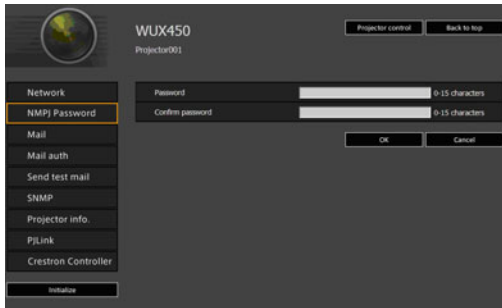 WUX450
Projector001
Projector control
Back to top
Network
NMPJ Password
Mail
Mail auth
Send test mail
SNMP
Projector info.
PJLink
Crestron Controller
Initialize
Password
0-15 characters
Confirm password
0-15 characters
OK
Cancel